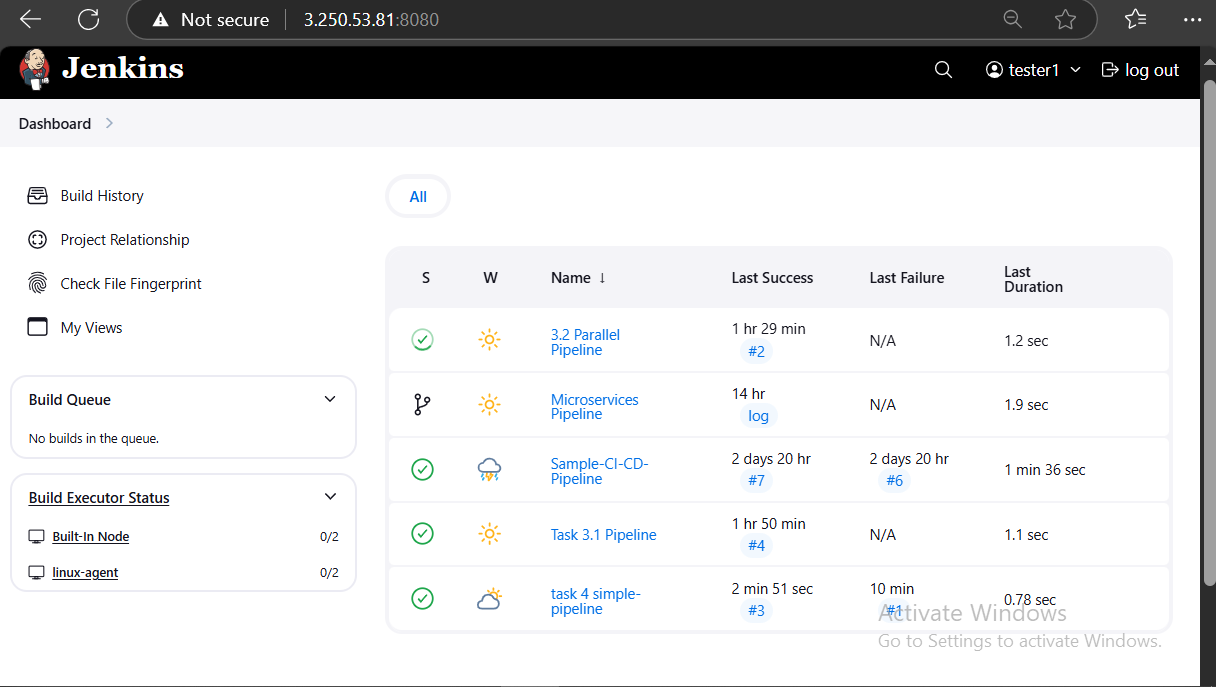 Not secure
3.250.53.81:8080
Jenkins
tester1
log out
Dashboard
Build History
Project Relationship
Check File Fingerprint
My Views
Build Queue
No builds in the queue.
Build Executor Status
Built-In Node 0/2
linux-agent 0/2
All
S W Name ↓ Last Success Last Failure Last
Duration
3.2 Parallel
Pipeline
1 hr 29 min
#2
N/A
1.2 sec
Microservices
Pipeline
14 hr
log
N/A
1.9 sec
Sample-CI-CD-
Pipeline
2 days 20 hr
#7
2 days 20 hr
#6
1 min 36 sec
Task 3.1 Pipeline
1 hr 50 min
#4
N/A
1.1 sec
task 4 simple-
pipeline
2 min 51 sec
#3
10 min
#1
0.78 sec
Activate Windows
Go to Settings to activate Windows.